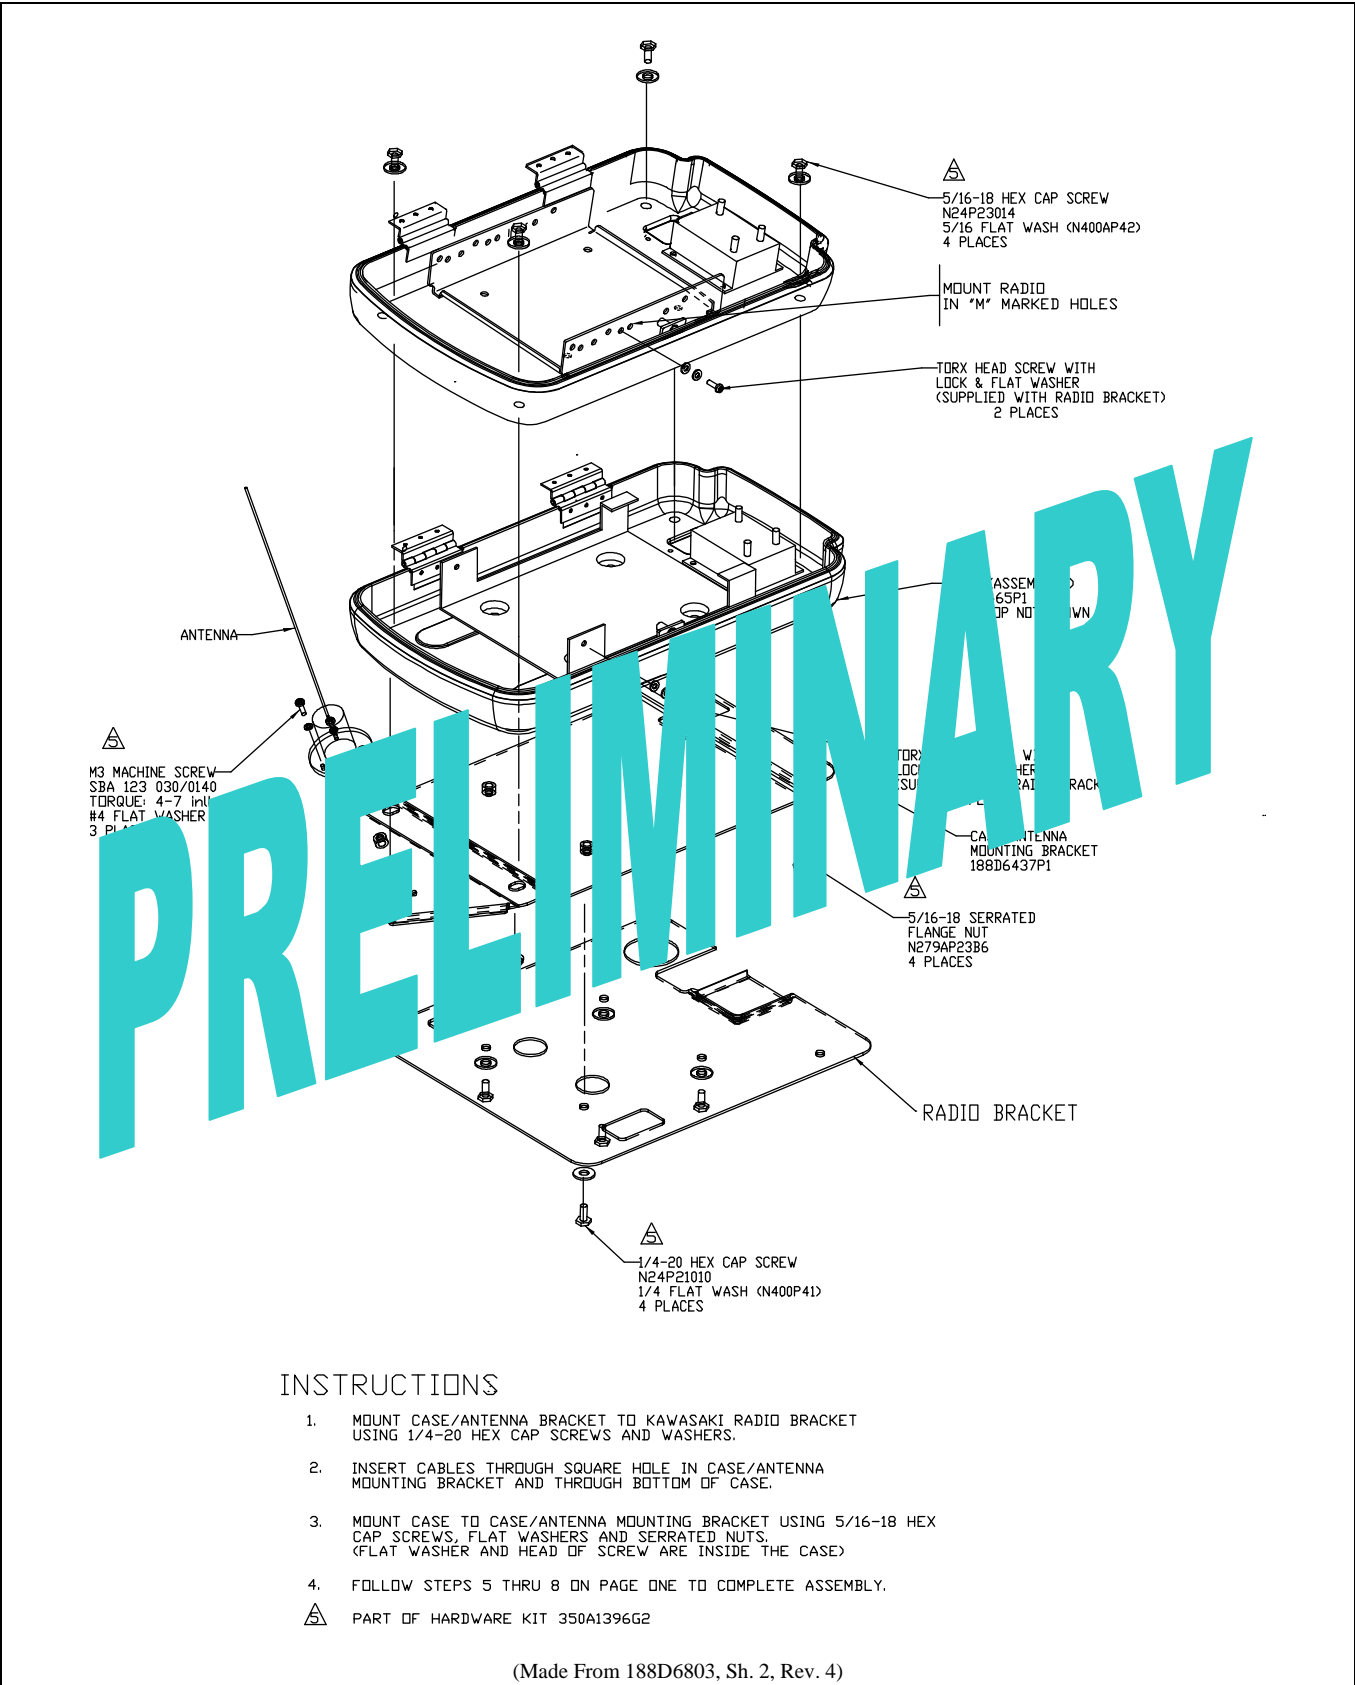 5
5/16-18 HEX CAP SCREW
N24P23014
5/16 FLAT WASH (N400AP42)
4 PLACES
MOUNT RADIO
IN "M" MARKED HOLES
TORX HEAD SCREW WITH
LOCK & FLAT WASHER
(SUPPLIED WITH RADIO BRACKET)
2 PLACES
ANTENNA
65P1
5
M3 MACHINE SCREW
SBA 123 030/0140
TORQUE: 4-7
#4 FLAT WASHER
3
PRELIMINARY
MOUNTING BRACKET
188D6437P1
5
5/16-18 SERRATED
FLANGE NUT
N279AP23B6
4 PLACES
RADIO BRACKET
5
1/4-20 HEX CAP SCREW
N24P21010
1/4 FLAT WASH (N400P41)
4 PLACES
INSTRUCTIONS
1. MOUNT CASE/ANTENNA BRACKET TO KAWASAKI RADIO BRACKET
USING 1/4-20 HEX CAP SCREWS AND WASHERS.
2. INSERT CABLES THROUGH SQUARE HOLE IN CASE/ANTENNA
MOUNTING BRACKET AND THROUGH BOTTOM OF CASE.
3. MOUNT CASE TO CASE/ANTENNA MOUNTING BRACKET USING 5/16-18 HEX
CAP SCREWS, FLAT WASHERS AND SERRATED NUTS.
(FLAT WASHER AND HEAD OF SCREW ARE INSIDE THE CASE)
4. FOLLOW STEPS 5 THRU 8 ON PAGE ONE TO COMPLETE ASSEMBLY.
5 PART OF HARDWARE KIT 350A1396G2
(Made From 188D6803, Sh. 2, Rev. 4)